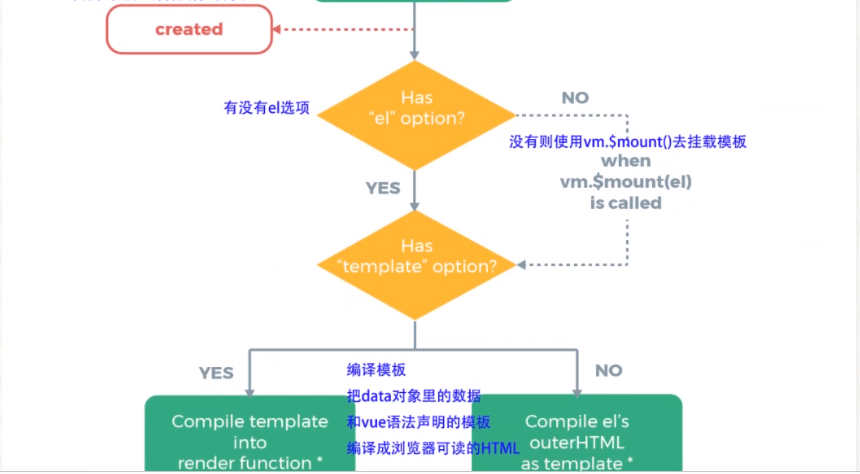 created
Has
"el" option?
有没有el选项
NO
没有则使用vm.$mount()去挂载模板
when
vm.$mount(el)
is called
YES
Has
"template" option?
YES
NO
编译模板
把data对象里的数据
和vue语法声明的模板
编译成浏览器可读的HTML
Compile template
into
render function *
Compile el's
outerHTML
as template *